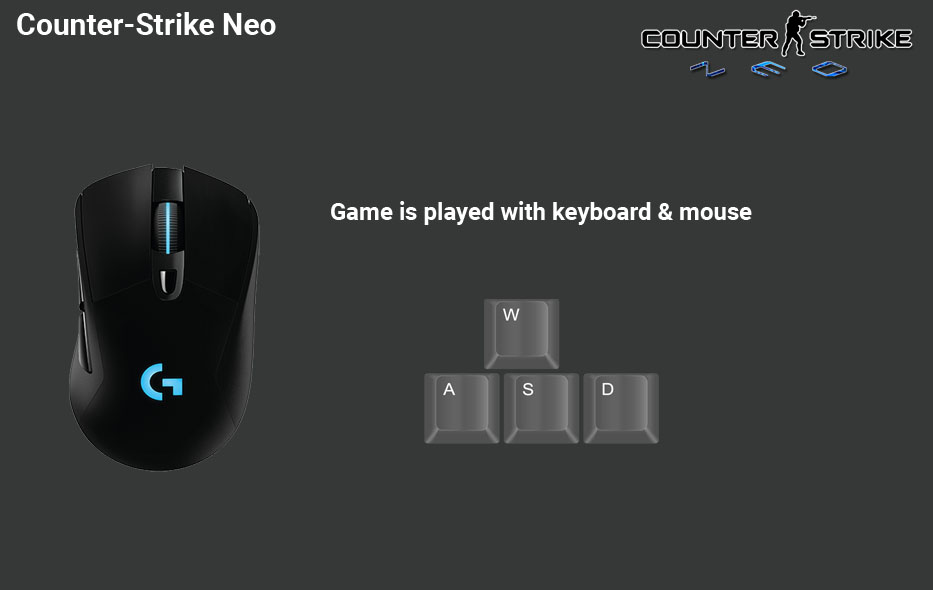 Counter-Strike Neo
COUNTER STRIKE
NEO
Game is played with keyboard & mouse
W
A S D
G